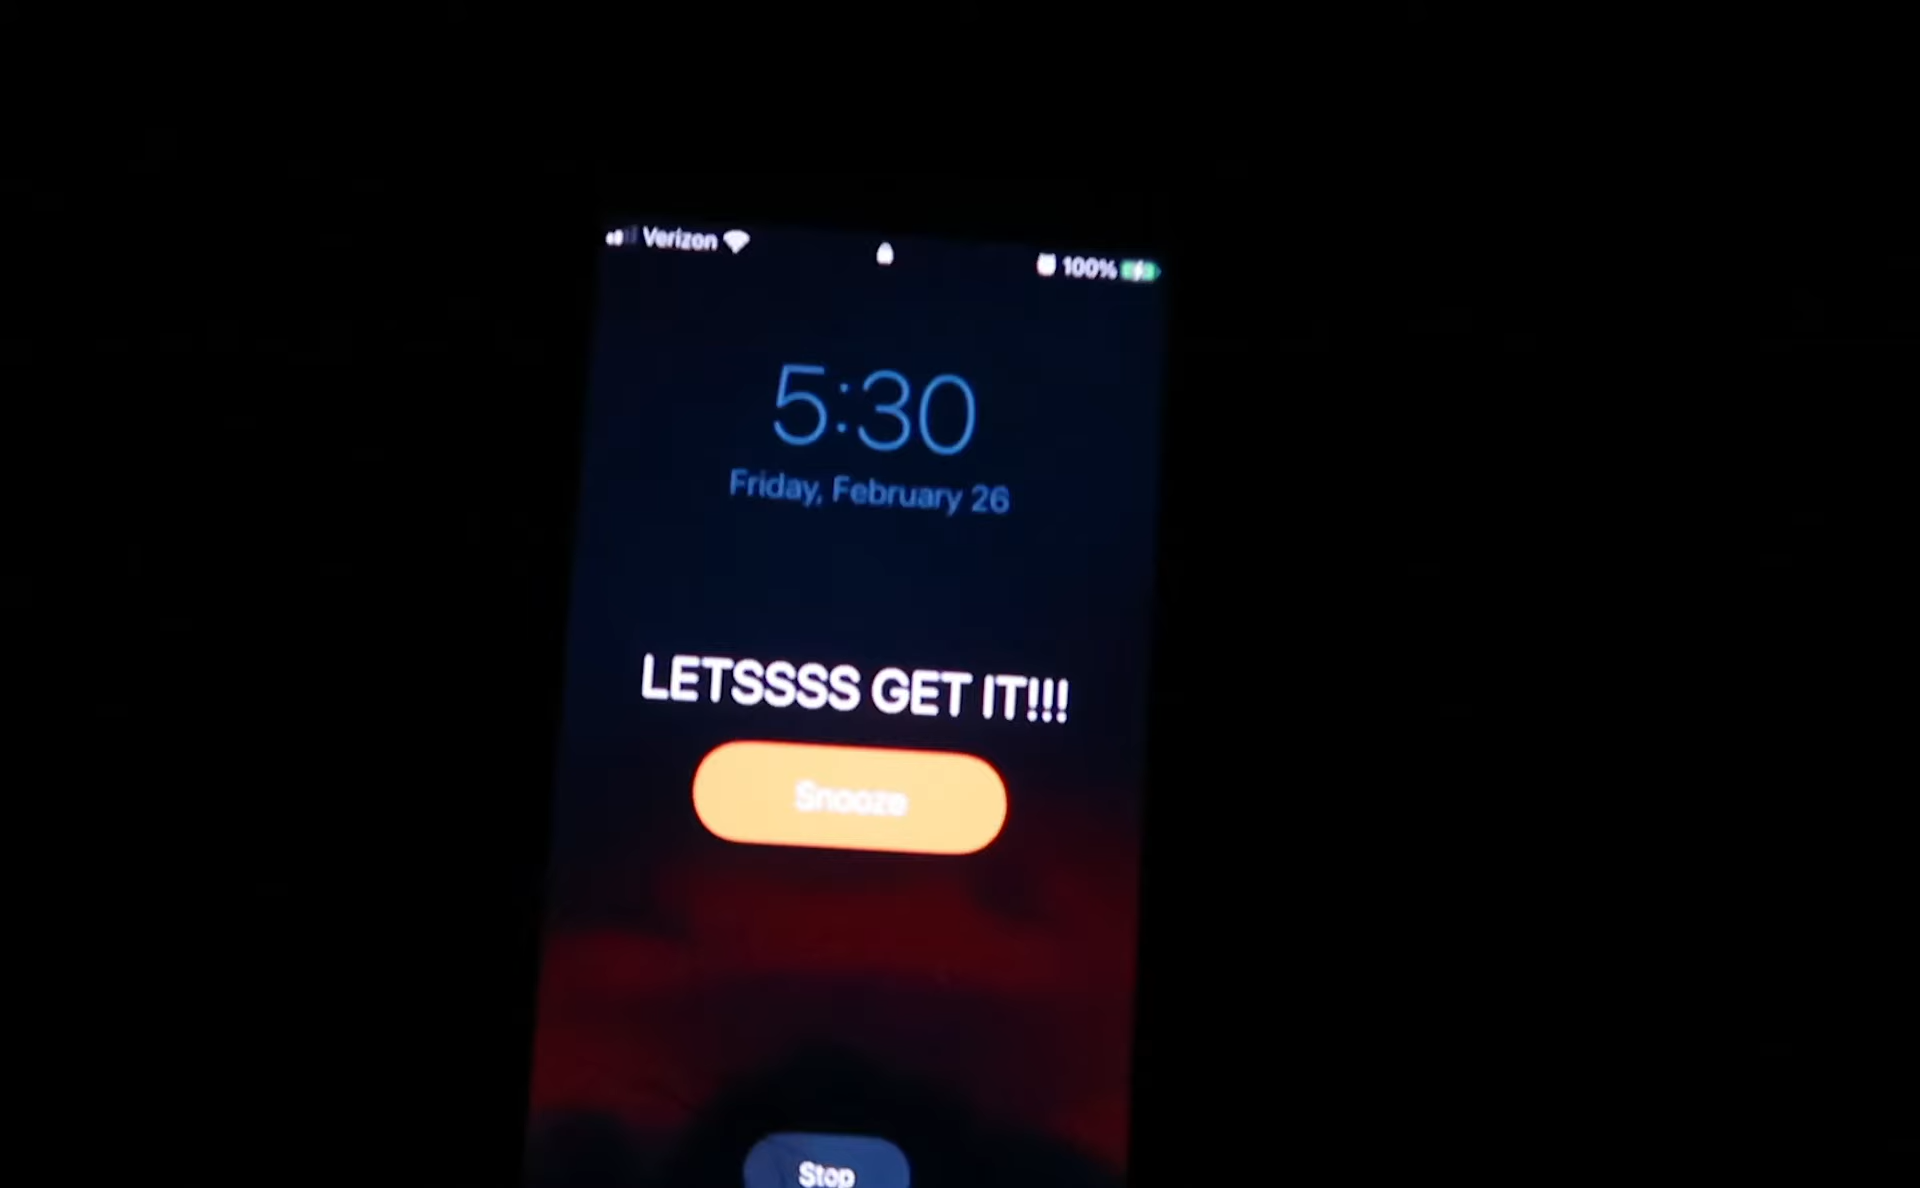 Verizon
100%
5:30
Friday, February 26
LETSSSS GET IT!!!
Snooze
Stop